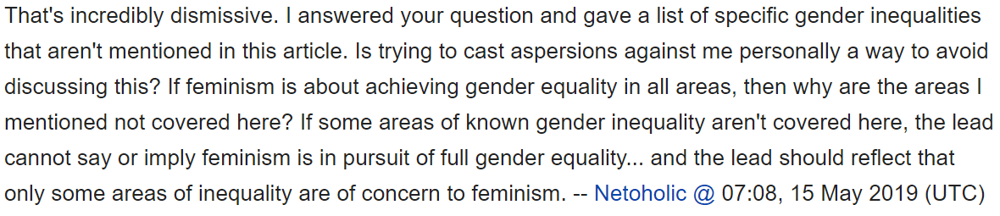 That's incredibly dismissive. I answered your question and gave a list of specific gender inequalities
that aren't mentioned in this article. Is trying to cast aspersions against me personally a way to avoid
discussing this? If feminism is about achieving gender equality in all areas, then why are the areas I
mentioned not covered here? If some areas of known gender inequality aren't covered here, the lead
cannot say or imply feminism is in pursuit of full gender equality... and the lead should reflect that
only some areas of inequality are of concern to feminism. -- Netoholic @ 07:08, 15 May 2019 (UTC)